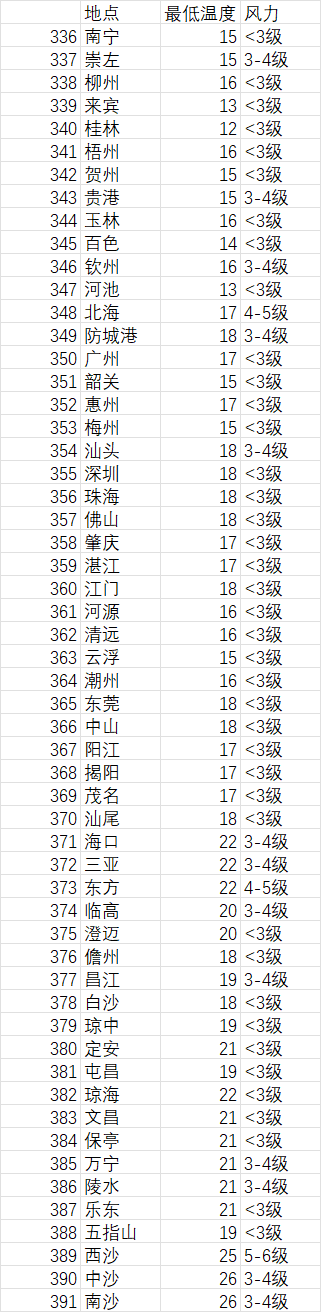 地点 最低温度 风力
336 南宁 15 <3级
337 崇左 15 3-4级
338 柳州 16 <3级
339 来宾 13 <3级
340 桂林 12 <3级
341 梧州 16 <3级
342 贺州 15 <3级
343 贵港 15 3-4级
344 玉林 16 <3级
345 百色 14 <3级
346 钦州 16 3-4级
347 河池 13 <3级
348 北海 17 4-5级
349 防城港 18 3-4级
350 广州 17 <3级
351 韶关 15 <3级
352 惠州 17 <3级
353 梅州 15 <3级
354 汕头 18 3-4级
355 深圳 18 <3级
356 珠海 18 <3级
357 佛山 18 <3级
358 肇庆 17 <3级
359 湛江 17 <3级
360 江门 18 <3级
361 河源 16 <3级
362 清远 16 <3级
363 云浮 15 <3级
364 潮州 16 <3级
365 东莞 18 <3级
366 中山 18 <3级
367 阳江 17 <3级
368 揭阳 17 <3级
369 茂名 17 <3级
370 汕尾 18 <3级
371 海口 22 3-4级
372 三亚 22 3-4级
373 东方 22 4-5级
374 临高 20 3-4级
375 澄迈 20 <3级
376 儋州 18 <3级
377 昌江 19 3-4级
378 白沙 18 <3级
379 琼中 19 <3级
380 定安 21 <3级
381 屯昌 19 <3级
382 琼海 22 <3级
383 文昌 21 <3级
384 保亭 21 <3级
385 万宁 21 3-4级
386 陵水 21 3-4级
387 乐东 21 <3级
388 五指山 19 <3级
389 西沙 25 5-6级
390 中沙 26 3-4级
391 南沙 26 3-4级